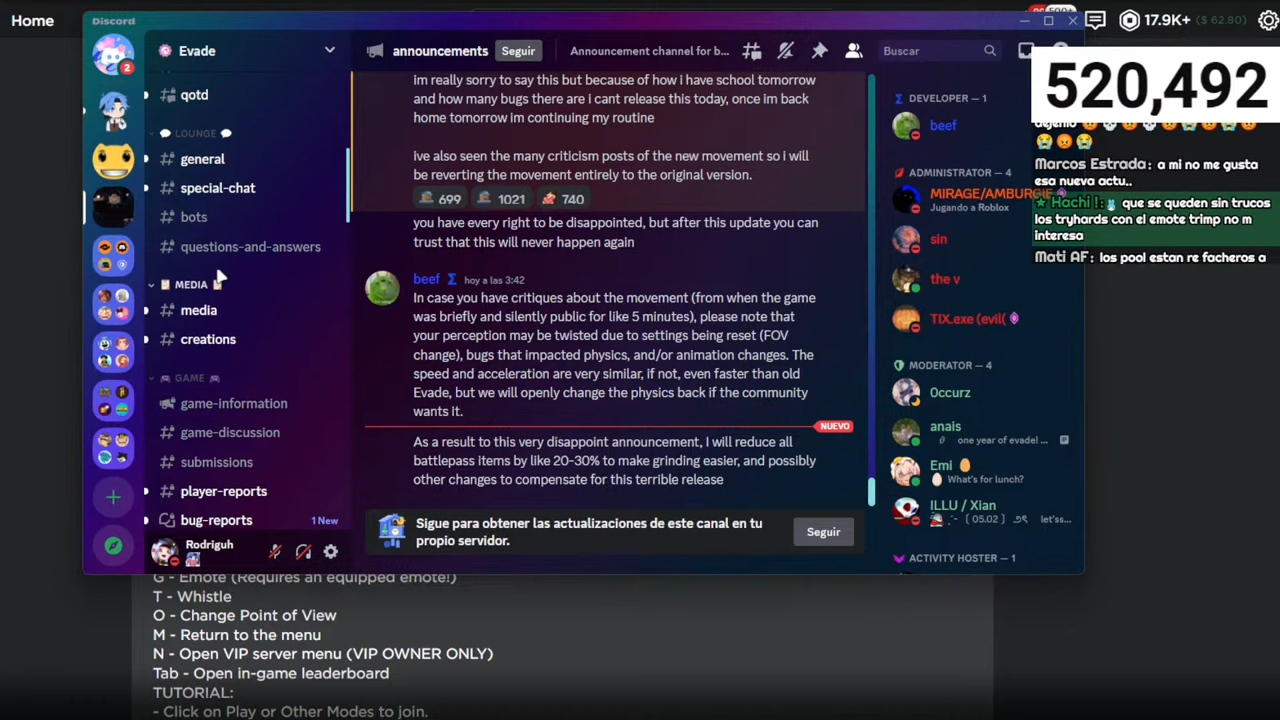 Home
Discord
17.9K+
($ 62.80)
Evade
announcements
Seguir
Announcement channel for b...
Buscar
520,492
qotd
LOUNGE
general
special-chat
bots
questions-and-answers
MEDIA
media
creations
GAME
game-information
game-discussion
submissions
player-reports
bug-reports
1 New
Rodriguh
im really sorry to say this but because of how i have school tomorrow
and how many bugs there are i cant release this today, once im back
home tomorrow im continuing my routine
ive also seen the many criticism posts of the new movement so i will
be reverting the movement entirely to the original version.
699
1021
740
you have every right to be disappointed, but after this update you can
trust that this will never happen again
beef
hoy a las 3:42
In case you have critiques about the movement (from when the game
was briefly and silently public for like 5 minutes), please note that
your perception may be twisted due to settings being reset (FOV
change), bugs that impacted physics, and/or animation changes. The
speed and acceleration are very similar, if not, even faster than old
Evade, but we will openly change the physics back if the community
wants it.
NUEVO
As a result to this very disappoint announcement, I will reduce all
battlepass items by like 20-30% to make grinding easier, and possibly
other changes to compensate for this terrible release
Sigue para obtener las actualizaciones de este canal en tu
propio servidor.
Seguir
DEVELOPER — 1
beef
ADMINISTRATOR — 4
MIRAGE/AMBURGIE
Jugando a Roblox
sin
the v
TIX.exe (evil(
MODERATOR — 4
Occurz
anais
one year of evade! ...
Emi
What's for lunch?
ILLU / Xian
[ 05.02 ]
let'ss...
ACTIVITY HOSTER — 1
Marcos Estrada: a mi no me gusta
esa nueva actu..
Hachi !: que se queden sin trucos
los tryhards con el emote trimp no m
interesa
Mati AF: los pool estan re facheros a
G - Emote (Requires an equipped emote!)
T - Whistle
O - Change Point of View
M - Return to the menu
N - Open VIP server menu (VIP OWNER ONLY)
Tab - Open in-game leaderboard
TUTORIAL:
- Click on Play or Other Modes to join.